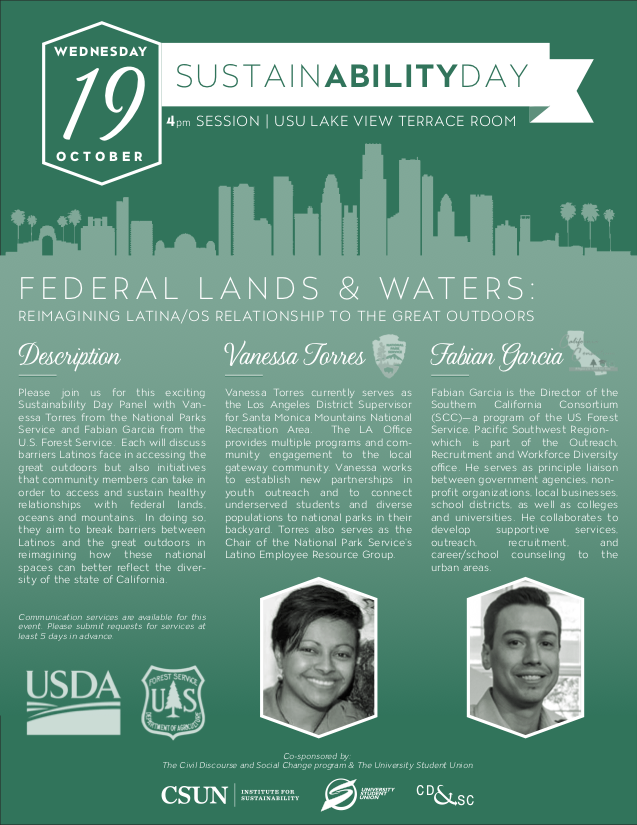 WEDNESDAY
19
OCTOBER
SUSTAINABILITYDAY
4pm SESSION | USU LAKE VIEW TERRACE ROOM
FEDERAL LANDS & WATERS:
REIMAGINING LATINA/OS RELATIONSHIP TO THE GREAT OUTDOORS
Description
Please join us for this exciting
Sustainability Day Panel with Van-
essa Torres from the National Parks
Service and Fabian Garcia from the
U.S. Forest Service. Each will discuss
barriers Latinos face in accessing the
great outdoors but also initiatives
that community members can take in
order to access and sustain healthy
relationships with federal lands,
oceans and mountains. In doing so,
they aim to break barriers between
Latinos and the great outdoors in
reimagining how these national
spaces can better reflect the diver-
sity of the state of California.
Communication services are available for this
event. Please submit requests for services at
least 5 days in advance
Vanessa Torres
Vanessa Torres currently serves as
the Los Angeles District Supervisor
for Santa Monica Mountains National
Recreation Area. The LA Office
provides multiple programs and com-
munity engagement to the local
gateway community. Vanessa works
to establish new partnerships in
youth outreach and to connect
underserved students and diverse
populations to national parks in their
backyard. Torres also serves as the
Chair of the National Park Service's
Latino Employee Resource Group.
Fabian Garcia
Fabian Garcia is the Director of the
Southern California Consortium
(SCC)—a program of the US Forest
Service, Pacific Southwest Region-
which is part of the Outreach,
Recruitment and Workforce Diversity
office. He serves as principle liaison
between government agencies, non-
profit organizations, local businesses,
school districts, as well as colleges
and universities. He collaborates to
develop supportive services,
outreach, recruitment, and
career/school counseling to the
urban areas.
USDA
FOREST SERVICE
U S
DEPARTMENT OF AGRICULTURE
Co-sponsored by:
The Civil Discourse and Social Change program & The University Student Union
CSUN | INSTITUTE FOR
SUSTAINABILITY
UNIVERSITY
STUDENT
UNION
CD&SC